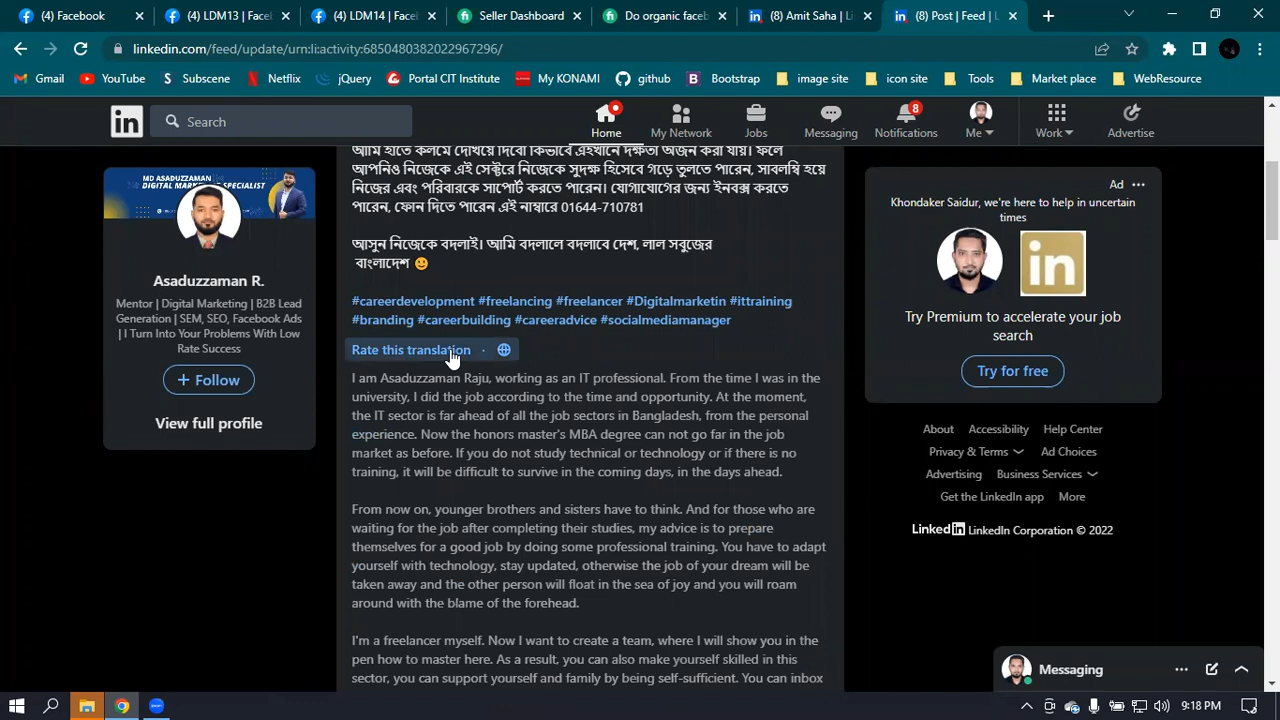 (4) Facebook
(4) LDM13 | Face
(4) LDM14 | Face
Seller Dashboard
Do organic faceb
(8) Amit Saha | Li
(8) Post | Feed | L
linkedin.com/feed/update/urn:li:activity:6850480382022967296/
Gmail
YouTube
Subscene
Netflix
jQuery
Portal CIT Institute
My KONAMI
github
Bootstrap
image site
icon site
Tools
Market place
WebResource
in
Search
Home
My Network
Jobs
Messaging
8
Notifications
Me
Work
Advertise
MD ASADUZZAMAN
DIGITAL MARKETING SPECIALIST
Asaduzzaman R.
Mentor | Digital Marketing | B2B Lead
Generation | SEM, SEO, Facebook Ads
| I Turn Into Your Problems With Low
Rate Success
+ Follow
View full profile
আমি হাতে কলমে দেখিয়ে দিবো কিভাবে এইখানে দক্ষতা অর্জন করা যায়। ফলে
আপনিও নিজেকে এই সেক্টরে নিজেকে সুদক্ষ হিসেবে গড়ে তুলতে পারেন, সাবলম্বি হয়ে
নিজের এবং পরিবারকে সাপোর্ট করতে পারেন। যোগাযোগের জন্য ইনবক্স করতে
পারেন, ফোন দিতে পারেন এই নাম্বারে 01644-710781
আসুন নিজেকে বদলাই। আমি বদলালে বদলাবে দেশ, লাল সবুজের
বাংলাদেশ
#careerdevelopment #freelancing #freelancer #Digitalmarketin #ittraining
#branding #careerbuilding #careeradvice #socialmediamanager
Rate this translation ·
I am Asaduzzaman Raju, working as an IT professional. From the time I was in the
university, I did the job according to the time and opportunity. At the moment,
the IT sector is far ahead of all the job sectors in Bangladesh, from the personal
experience. Now the honors master's MBA degree can not go far in the job
market as before. If you do not study technical or technology or if there is no
training, it will be difficult to survive in the coming days, in the days ahead.
From now on, younger brothers and sisters have to think. And for those who are
waiting for the job after completing their studies, my advice is to prepare
themselves for a good job by doing some professional training. You have to adapt
yourself with technology, stay updated, otherwise the job of your dream will be
taken away and the other person will float in the sea of joy and you will roam
around with the blame of the forehead.
I'm a freelancer myself. Now I want to create a team, where I will show you in the
pen how to master here. As a result, you can also make yourself skilled in this
sector, you can support yourself and family by being self-sufficient. You can inbox
Ad
Khondaker Saidur, we're here to help in uncertain
times
in
Try Premium to accelerate your job
search
Try for free
About Accessibility Help Center
Privacy & Terms Ad Choices
Advertising Business Services
Get the LinkedIn app More
Linked in LinkedIn Corporation © 2022
Messaging
9:18 PM